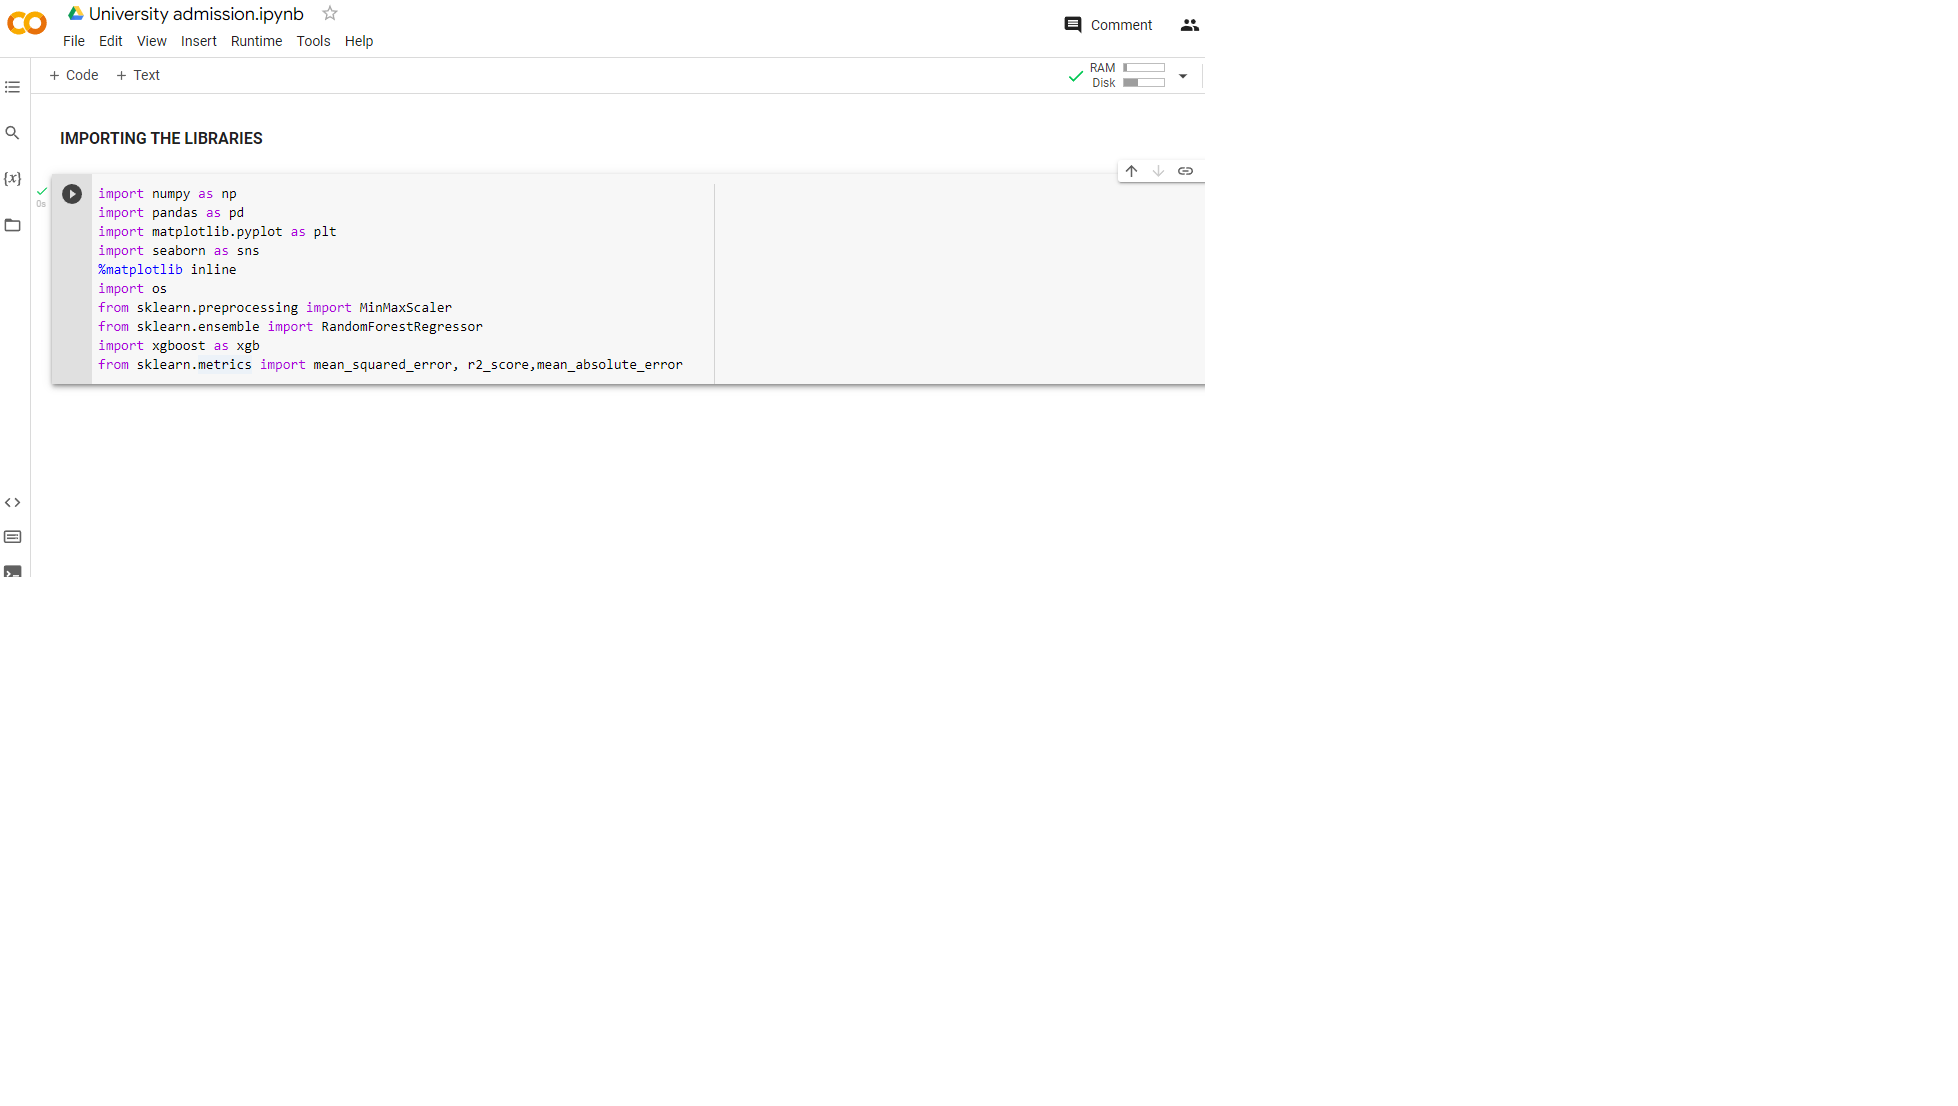 University admission.ipynb
File Edit View Insert Runtime Tools Help
Comment
+ Code + Text
RAM
Disk
IMPORTING THE LIBRARIES
{x}
0s
import numpy as np
import pandas as pd
import matplotlib.pyplot as plt
import seaborn as sns
%matplotlib inline
import os
from sklearn.preprocessing import MinMaxScaler
from sklearn.ensemble import RandomForestRegressor
import xgboost as xgb
from sklearn.metrics import mean_squared_error, r2_score,mean_absolute_error